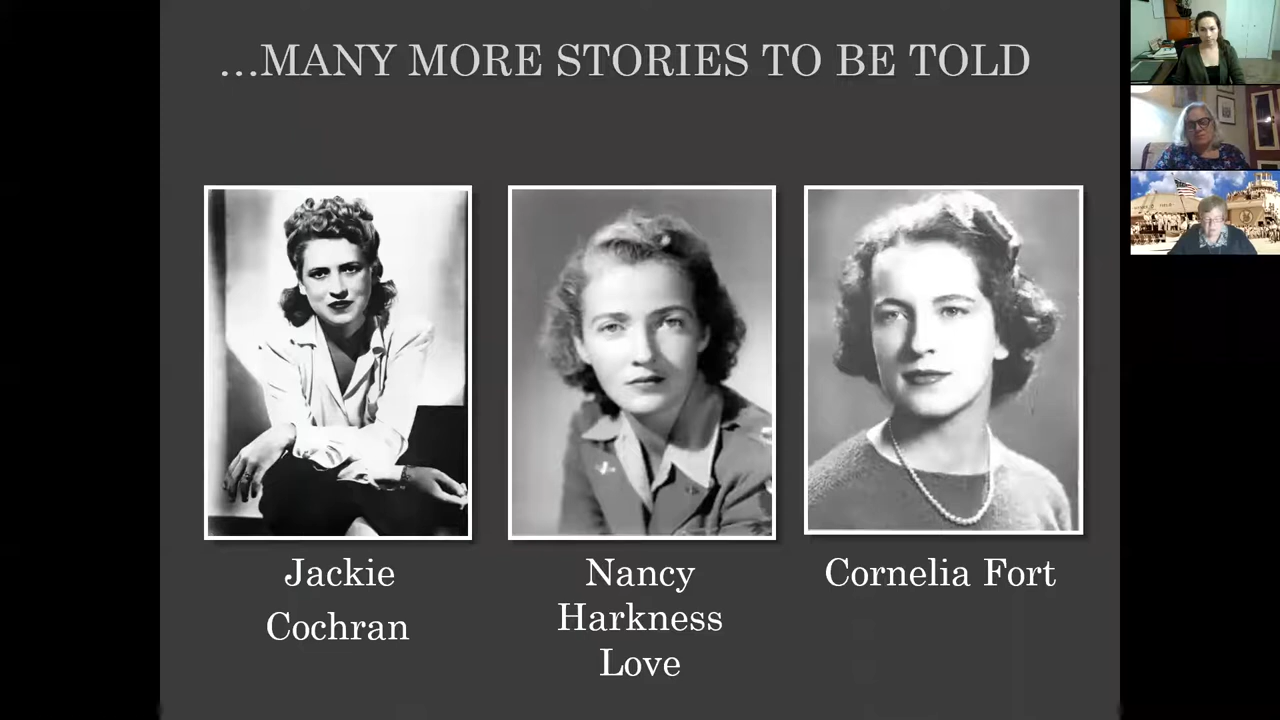 ...MANY MORE STORIES TO BE TOLD
Jackie
Cochran
Nancy
Harkness
Love
Cornelia Fort